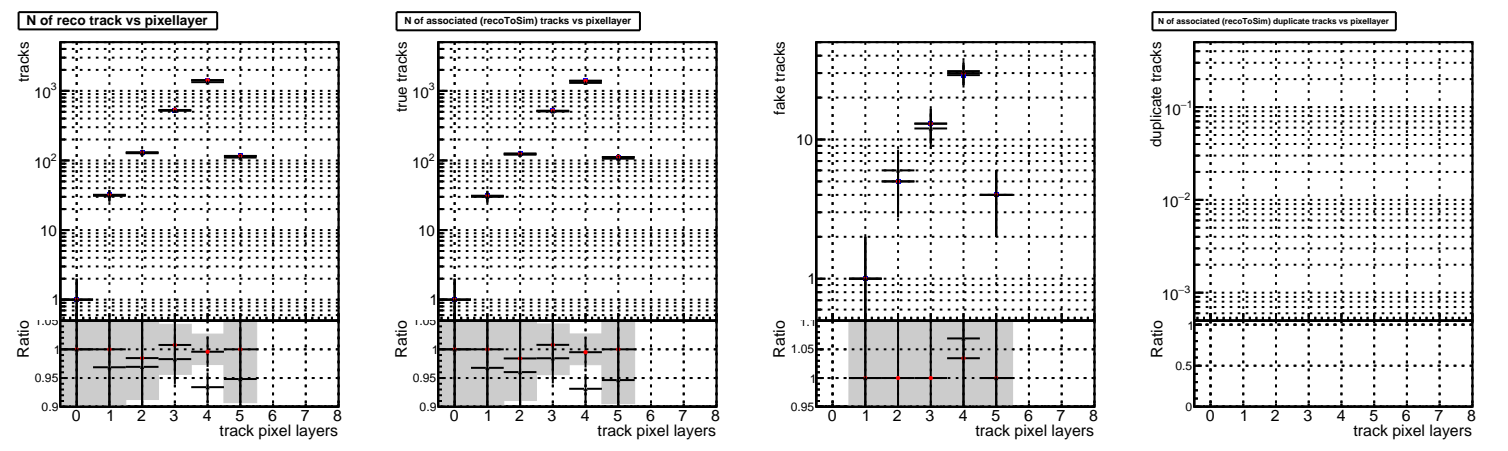 N of reco track vs pixellayer
tracks
10³
10²
10
1
Ratio
1.05
1
0.95
0.9
0 1 2 3 4 5 6 7 8
track pixel layers
N of associated (recoToSim) tracks vs pixellayer
true tracks
10³
10²
10
1
Ratio
1.05
1
0.95
0.9
0 1 2 3 4 5 6 7 8
track pixel layers
fake tracks
10
1
Ratio
1.1
1.05
1
0.95
0 1 2 3 4 5 6 7 8
track pixel layers
N of associated (recoToSim) duplicate tracks vs pixellayer
duplicate tracks
10⁻¹
10⁻²
10⁻³
Ratio
1
0.5
0
0 1 2 3 4 5 6 7 8
track pixel layers